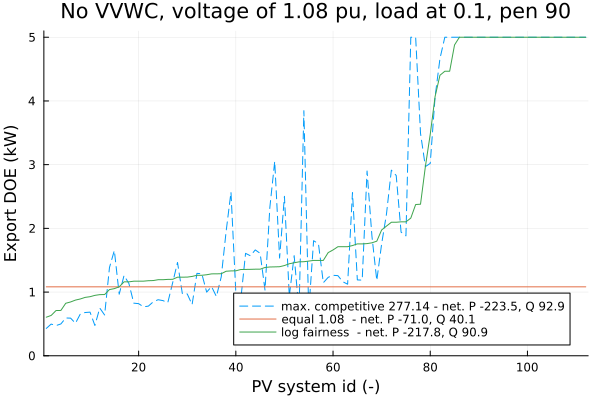 No VVWC, voltage of 1.08 pu, load at 0.1, pen 90
Export DOE (kW)
5
4
3
2
1
0
max. competitive 277.14 - net. P -223.5, Q 92.9
equal 1.08 - net. P -71.0, Q 40.1
log fairness - net. P -217.8, Q 90.9
20 40 60 80 100
PV system id (-)